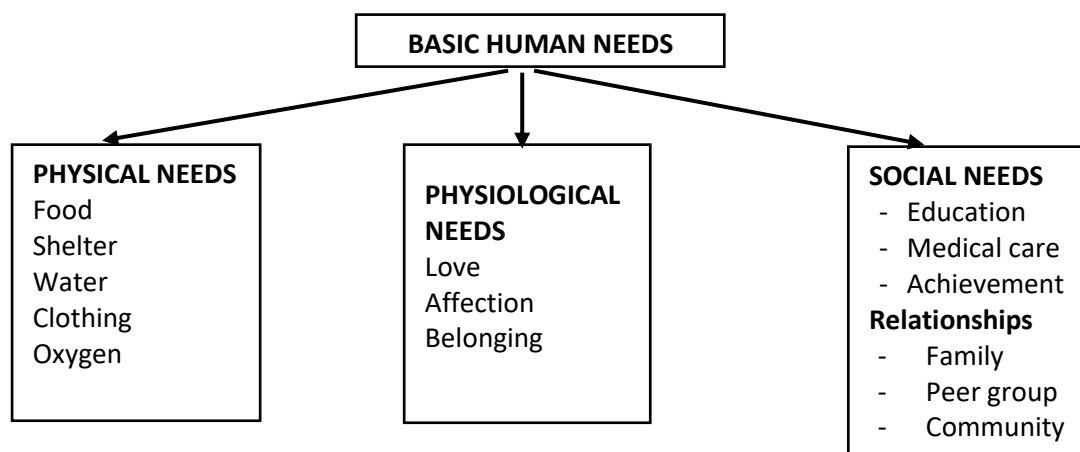 BASIC HUMAN NEEDS
PHYSICAL NEEDS
Food
Shelter
Water
Clothing
Oxygen
PHYSIOLOGICAL
NEEDS
Love
Affection
Belonging
SOCIAL NEEDS
- Education
- Medical care
- Achievement
Relationships
- Family
- Peer group
- Community